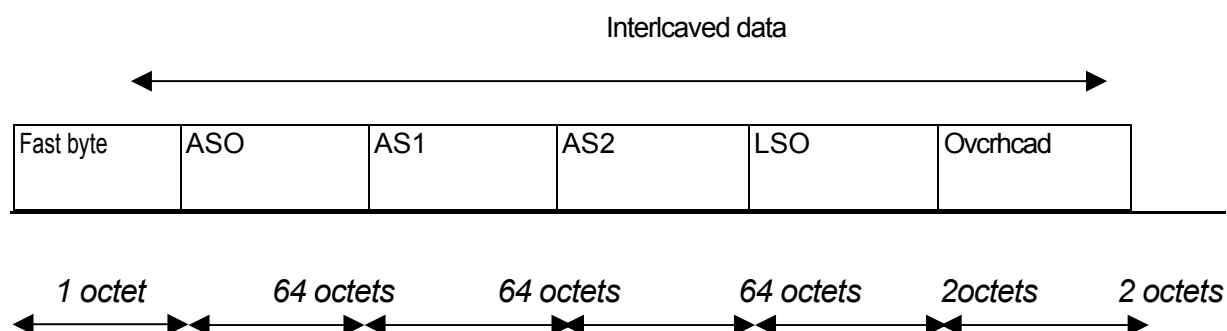 Interlcaved data
Fast byte ASO AS1 AS2 LSO Ovcrhcad
1 octet 64 octets 64 octets 64 octets 2octets 2 octets